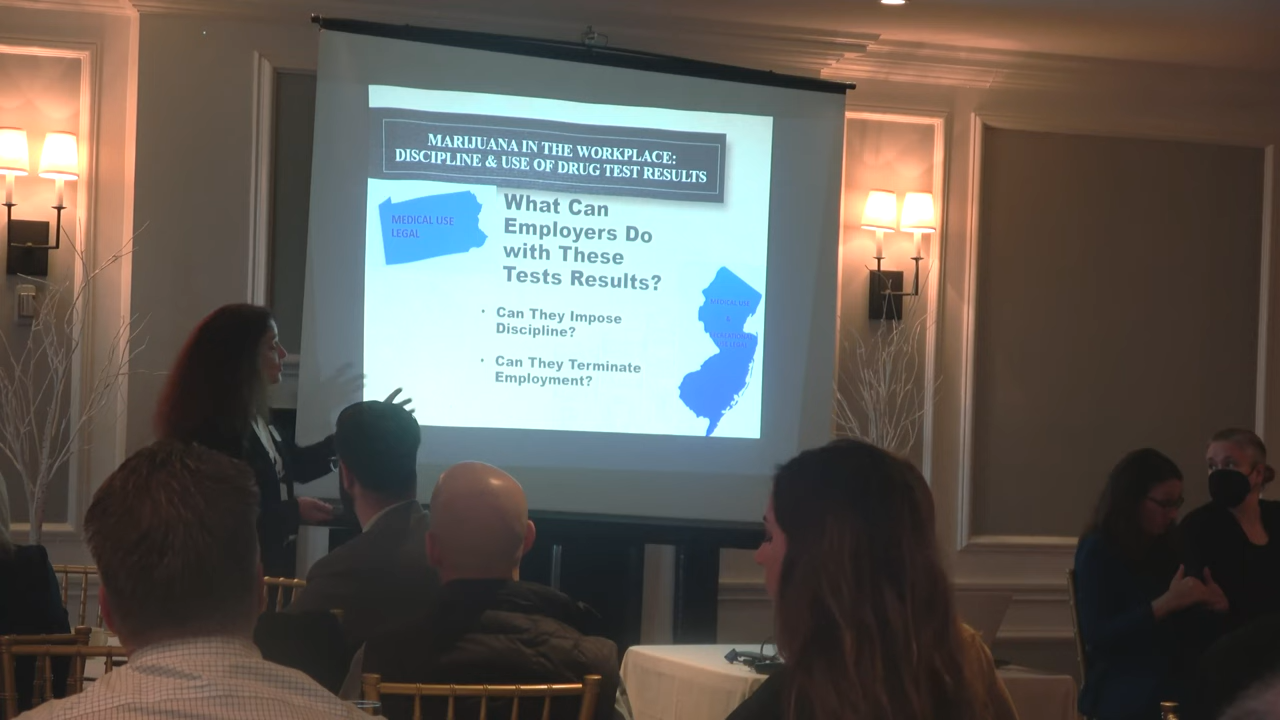 MARIJUANA IN THE WORKPLACE:
DISCIPLINE & USE OF DRUG TEST RESULTS
MEDICAL USE
LEGAL
What Can
Employers Do
with These
Tests Results?
• Can They Impose
Discipline?
• Can They Terminate
Employment?
MEDICAL USE
&